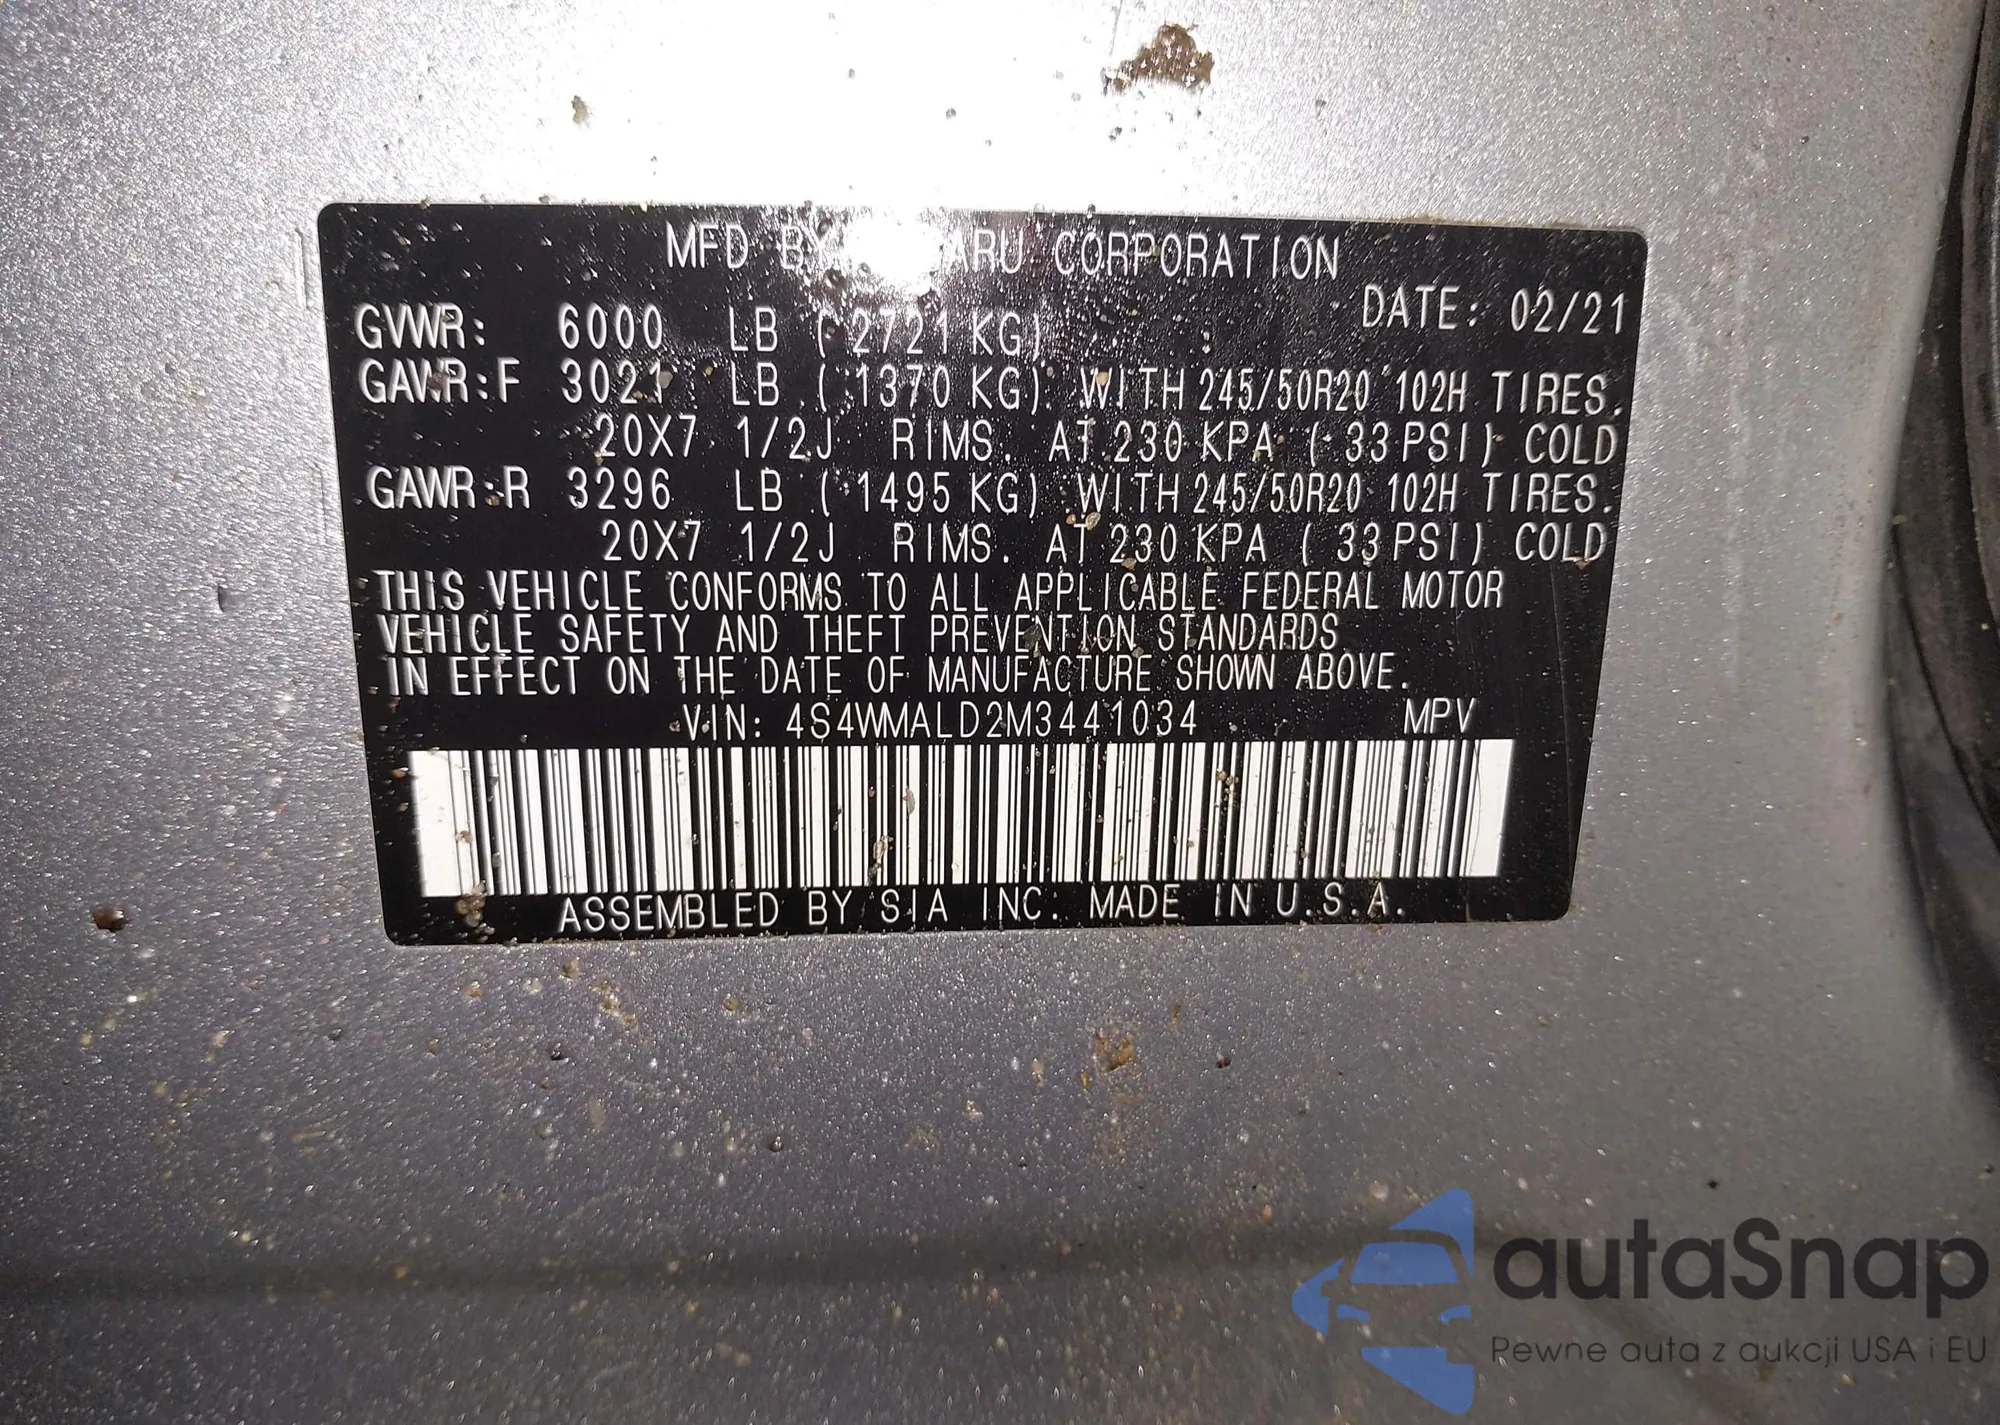 MFD BY SUBARU CORPORATION
DATE: 02/21
GVWR: 6000 LB ( 2721 KG)
GAWR:F 3021 LB ( 1370 KG) WITH 245/50R20 102H TIRES.
20X7 1/2J RIMS. AT 230 KPA ( 33 PSI) COLD
GAWR:R 3296 LB ( 1495 KG) WITH 245/50R20 102H TIRES.
20X7 1/2J RIMS. AT 230 KPA ( 33 PSI) COLD
THIS VEHICLE CONFORMS TO ALL APPLICABLE FEDERAL MOTOR
VEHICLE SAFETY AND THEFT PREVENTION STANDARDS
IN EFFECT ON THE DATE OF MANUFACTURE SHOWN ABOVE.
VIN: 4S4WMALD2M3441034 MPV
ASSEMBLED BY SIA INC. MADE IN U.S.A.
autaSnap
Pewne auta z aukcji USA i EU